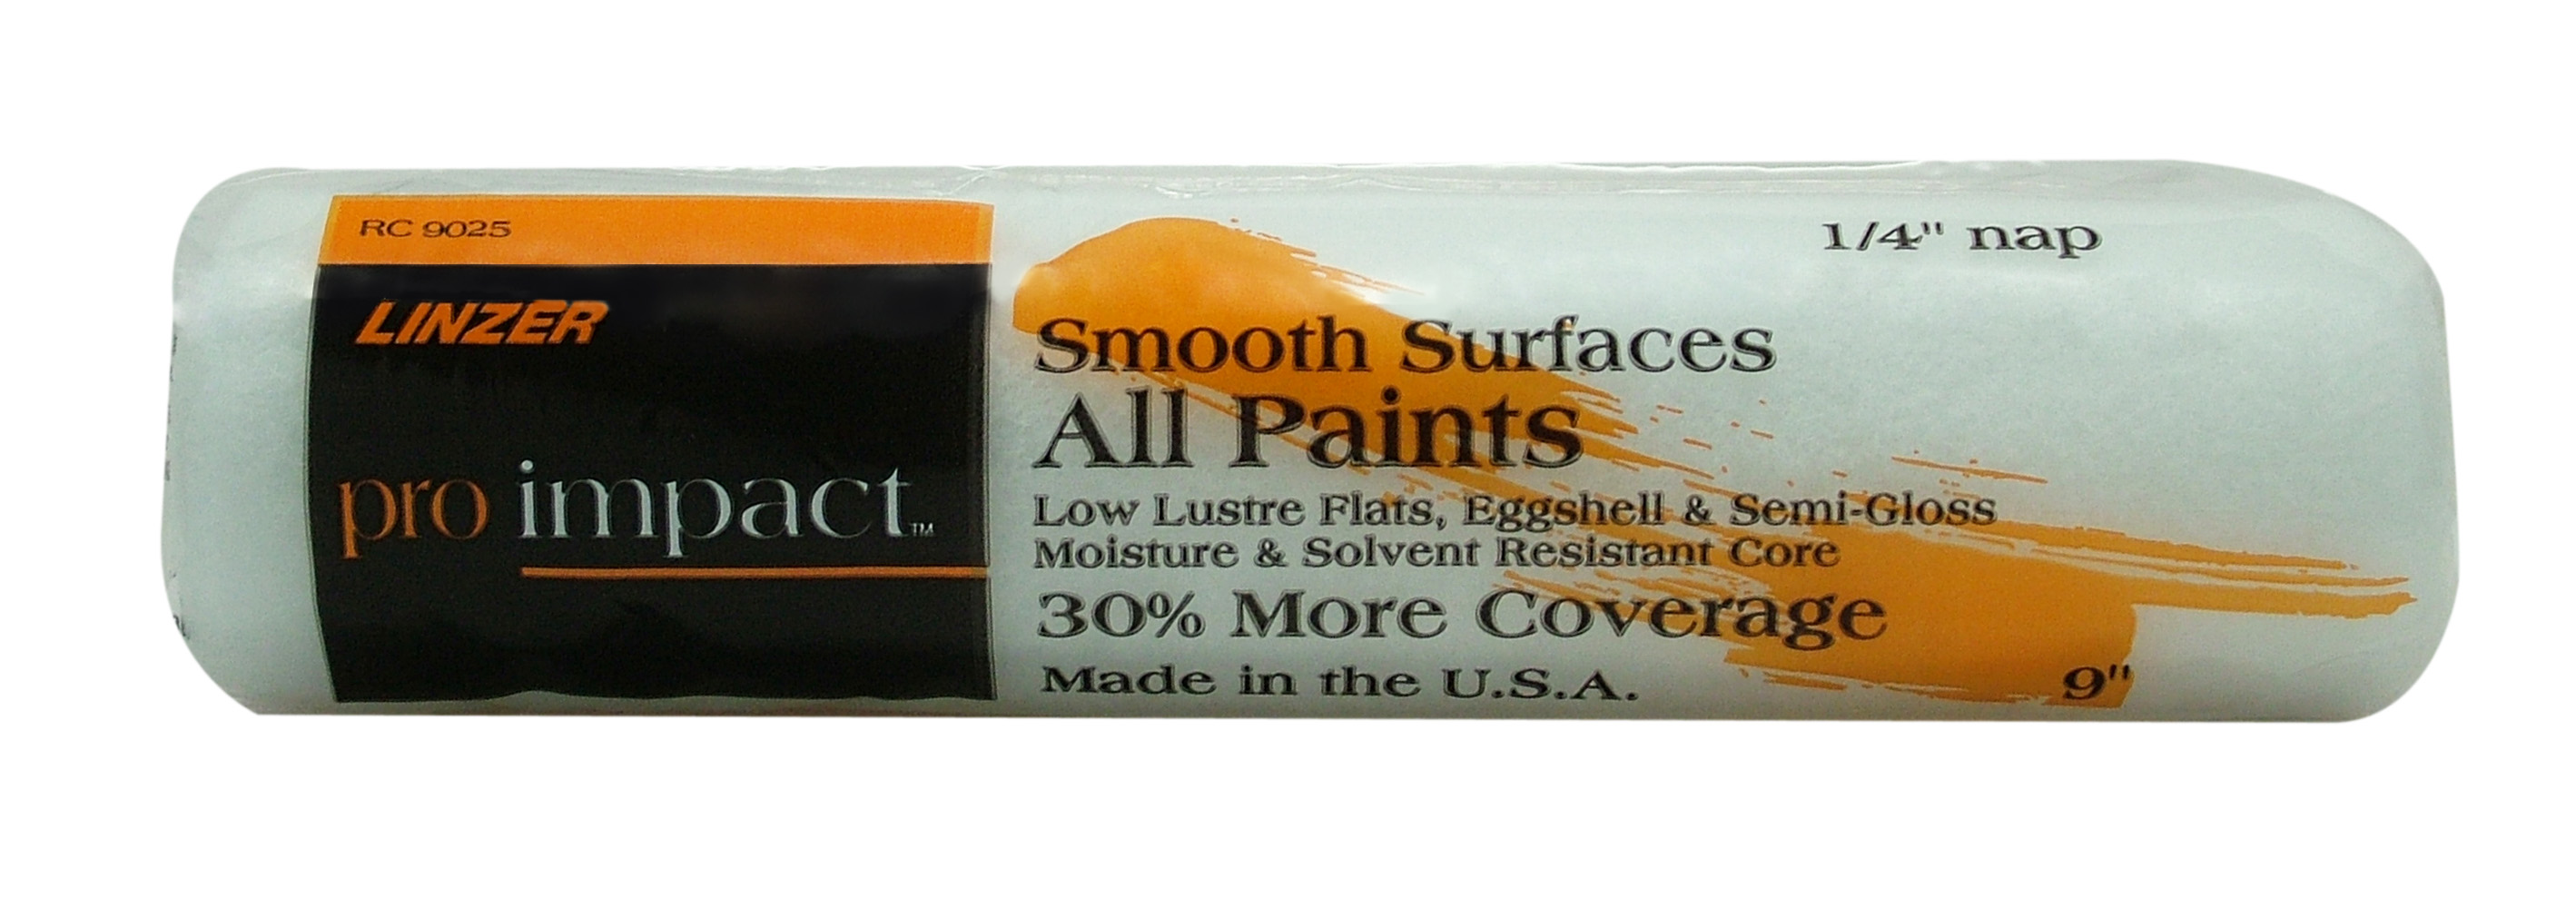 RC 9025
LINZER
pro impact™
1/4" nap
Smooth Surfaces
All Paints
Low Lustre Flats, Eggshell & Semi-Gloss
Moisture & Solvent Resistant Core
30% More Coverage
Made in the U.S.A.
9"